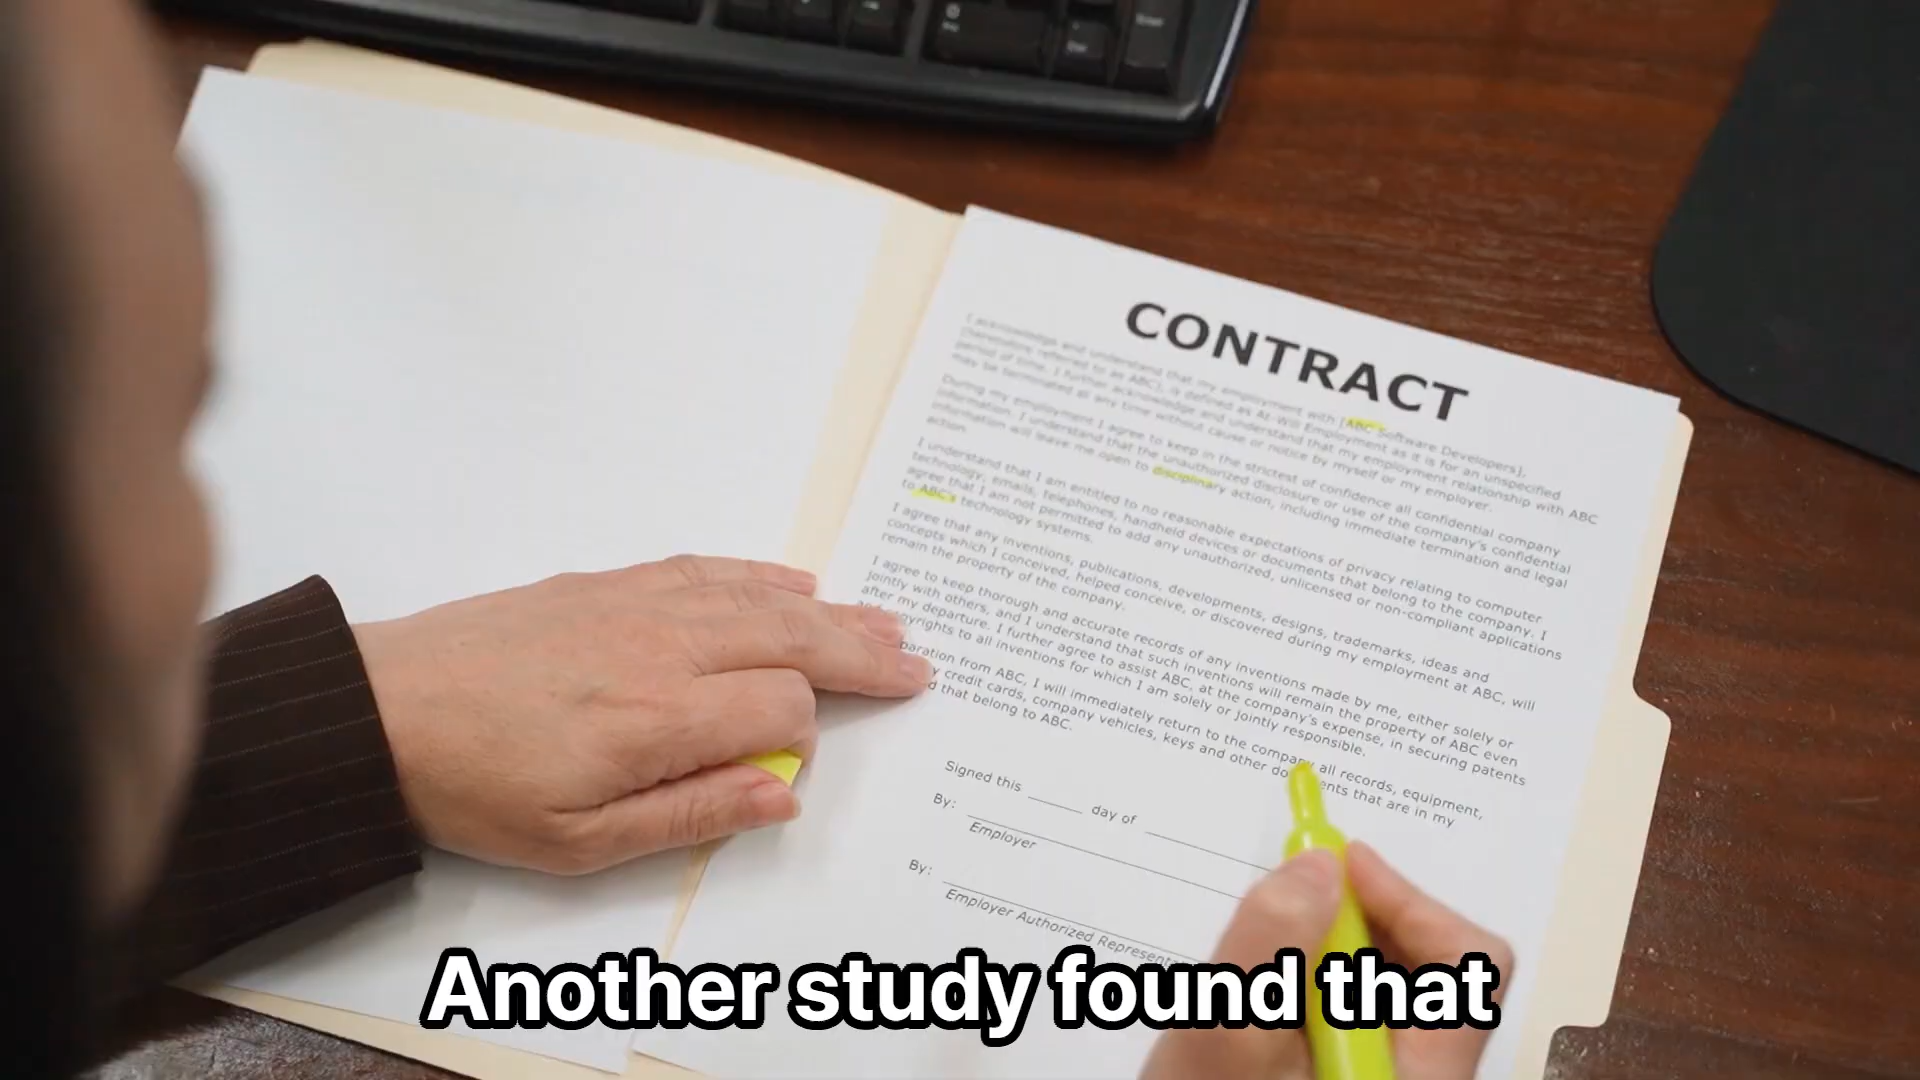 CONTRACT
I acknowledge and understand that my employment with [ABC Software Developers],
(hereinafter referred to as ABC), is defined as At-Will Employment as it is for an unspecified
period of time. I further acknowledge and understand that my employment relationship with ABC
may be terminated at any time without cause or notice by myself or my employer.
During my employment I agree to keep in the strictest of confidence all confidential company
information. I understand that the unauthorized disclosure or use of the company's confidential
information will leave me open to disciplinary action, including immediate termination and legal
action.
I understand that I am entitled to no reasonable expectations of privacy relating to computer
technology, emails, telephones, handheld devices or documents that belong to the company. I
agree that I am not permitted to add any unauthorized, unlicensed or non-compliant applications
to ABC's technology systems.
I agree that any inventions, publications, developments, designs, trademarks, ideas and
concepts which I conceived, helped conceive, or discovered during my employment at ABC, will
remain the property of the company.
I agree to keep thorough and accurate records of any inventions made by me, either solely or
jointly with others, and I understand that such inventions will remain the property of ABC even
after my departure. I further agree to assist ABC, at the company's expense, in securing patents
and copyrights to all inventions for which I am solely or jointly responsible.
paration from ABC, I will immediately return to the company all records, equipment,
y credit cards, company vehicles, keys and other do ents that are in my
d that belong to ABC.
Signed this ______ day of
By:
Employer
By:
Employer Authorized Representa
Another study found that